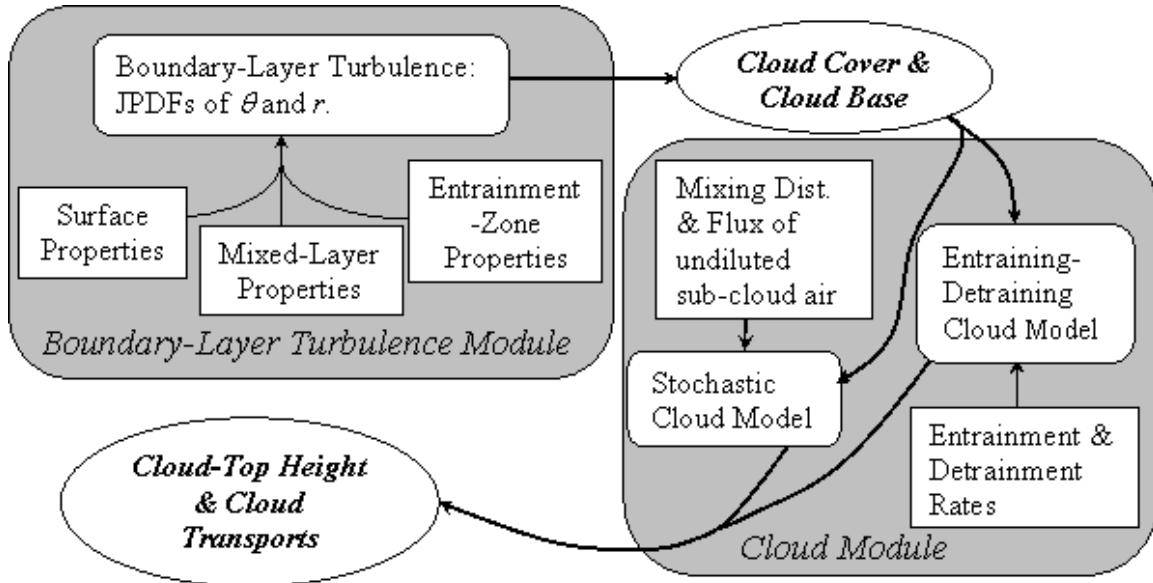 Boundary-Layer Turbulence:
JPDFs of θ and r.
Surface
Properties
Mixed-Layer
Properties
Entrainment
-Zone
Properties
Boundary-Layer Turbulence Module
Cloud Cover &
Cloud Base
Mixing Dist.
& Flux of
undiluted
sub-cloud air
Stochastic
Cloud Model
Entraining-
Detraining
Cloud Model
Entrainment &
Detrainment
Rates
Cloud Module
Cloud-Top Height
& Cloud
Transports